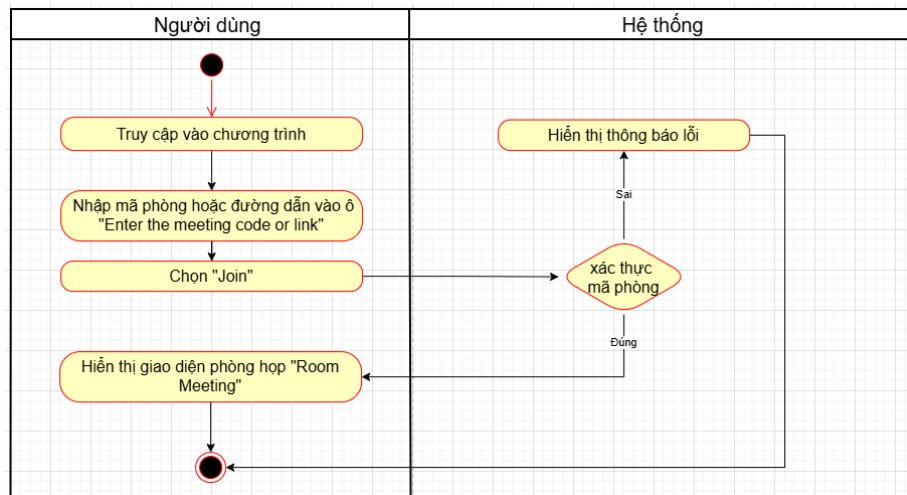 Người dùng
Hệ thống
Truy cập vào chương trình
Hiển thị thông báo lỗi
Sai
Nhập mã phòng hoặc đường dẫn vào ô
"Enter the meeting code or link"
Chọn "Join"
xác thực
mã phòng
Đúng
Hiển thị giao diện phòng họp "Room
Meeting"